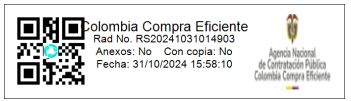 Colombia Compra Eficiente
Rad No. RS20241031014903
Anexos: No Con copia: No
Fecha: 31/10/2024 15:58:10
Agencia Nacional
de Contratación Pública
Colombia Compra Eficiente